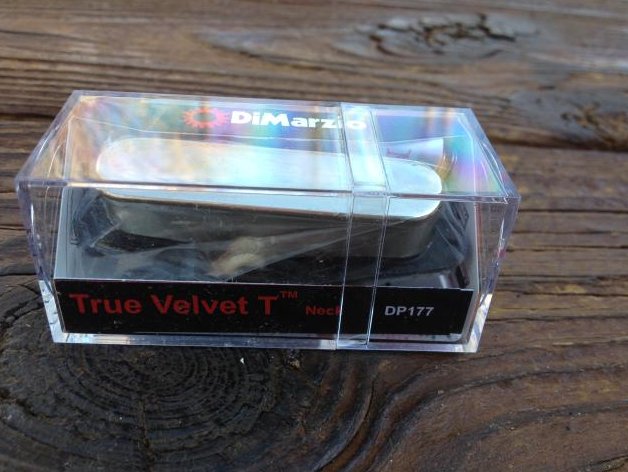 DiMarzio
True Velvet T™ Neck DP177